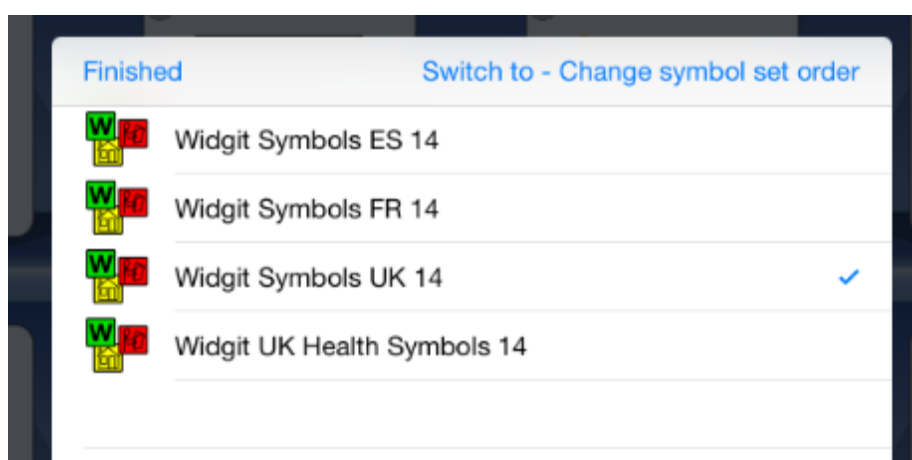 Finished Switch to - Change symbol set order
Widgit Symbols ES 14
Widgit Symbols FR 14
Widgit Symbols UK 14
Widgit UK Health Symbols 14